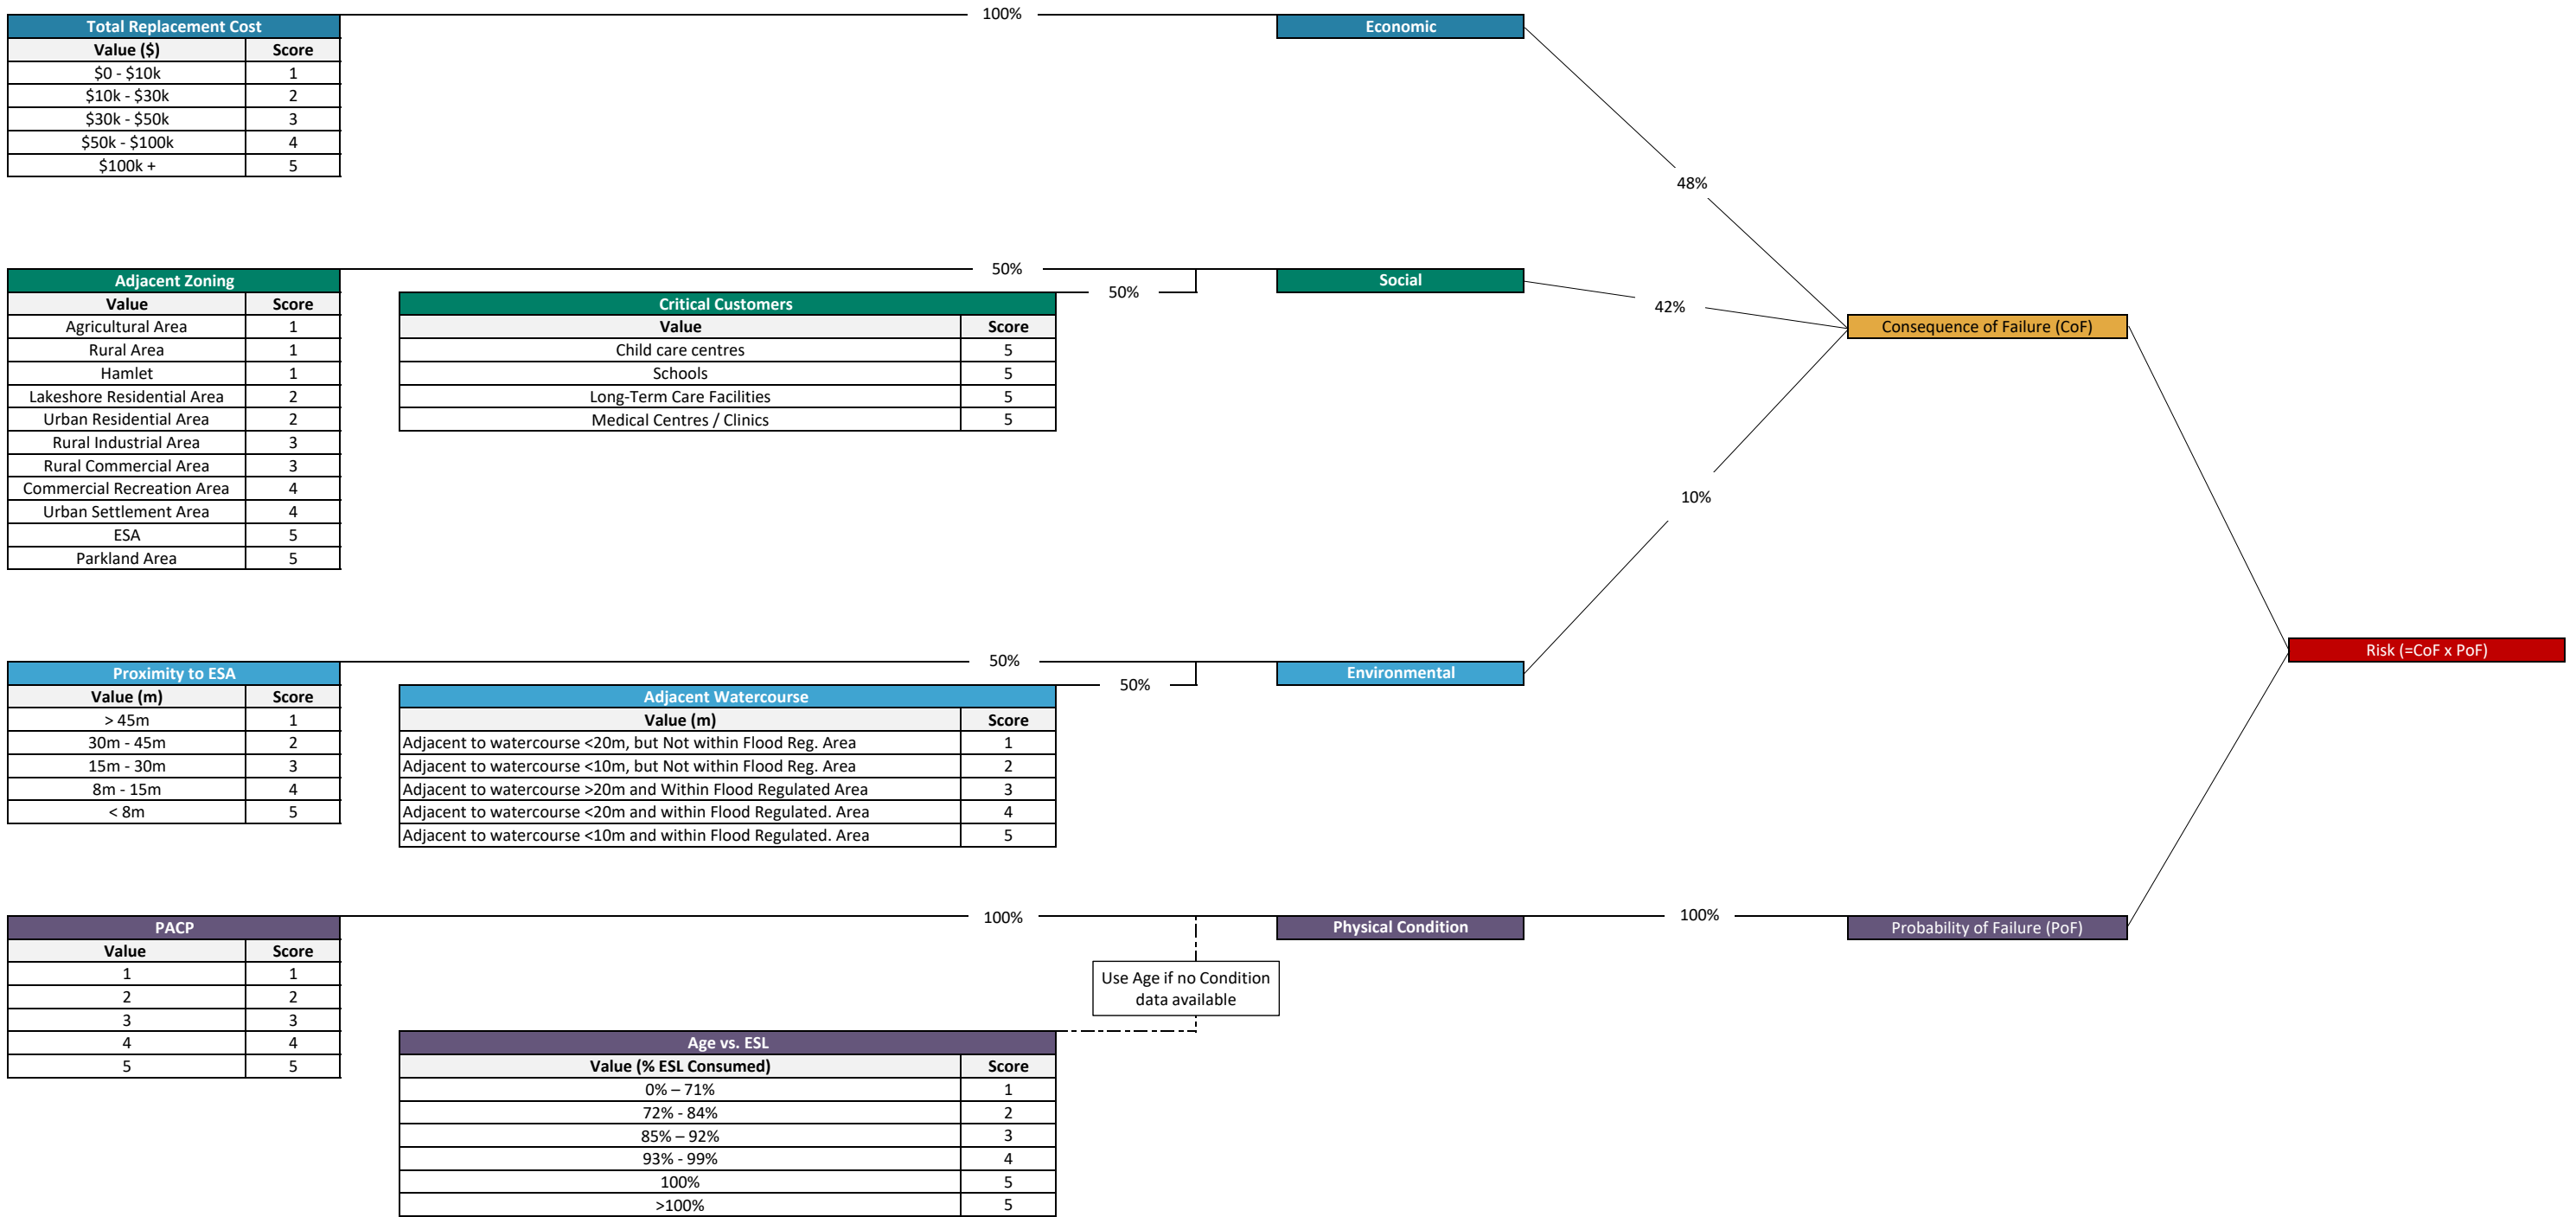 Total Replacement Cost
Value ($) Score
$0 - $10k 1
$10k - $30k 2
$30k - $50k 3
$50k - $100k 4
$100k + 5
100%
Economic
48%
Adjacent Zoning
Value Score
Agricultural Area 1
Rural Area 1
Hamlet 1
Lakeshore Residential Area 2
Urban Residential Area 2
Rural Industrial Area 3
Rural Commercial Area 3
Commercial Recreation Area 4
Urban Settlement Area 4
ESA 5
Parkland Area 5
50%
50%
Critical Customers
Value Score
Child care centres 5
Schools 5
Long-Term Care Facilities 5
Medical Centres / Clinics 5
Social
42%
Consequence of Failure (CoF)
10%
Proximity to ESA
Value (m) Score
> 45m 1
30m - 45m 2
15m - 30m 3
8m - 15m 4
< 8m 5
50%
50%
Adjacent Watercourse
Value (m) Score
Adjacent to watercourse <20m, but Not within Flood Reg. Area 1
Adjacent to watercourse <10m, but Not within Flood Reg. Area 2
Adjacent to watercourse >20m and Within Flood Regulated Area 3
Adjacent to watercourse <20m and within Flood Regulated. Area 4
Adjacent to watercourse <10m and within Flood Regulated. Area 5
Environmental
Risk (=CoF x PoF)
PACP
Value Score
1 1
2 2
3 3
4 4
5 5
100%
Physical Condition
100%
Probability of Failure (PoF)
Use Age if no Condition
data available
Age vs. ESL
Value (% ESL Consumed) Score
0% – 71% 1
72% - 84% 2
85% – 92% 3
93% - 99% 4
100% 5
>100% 5